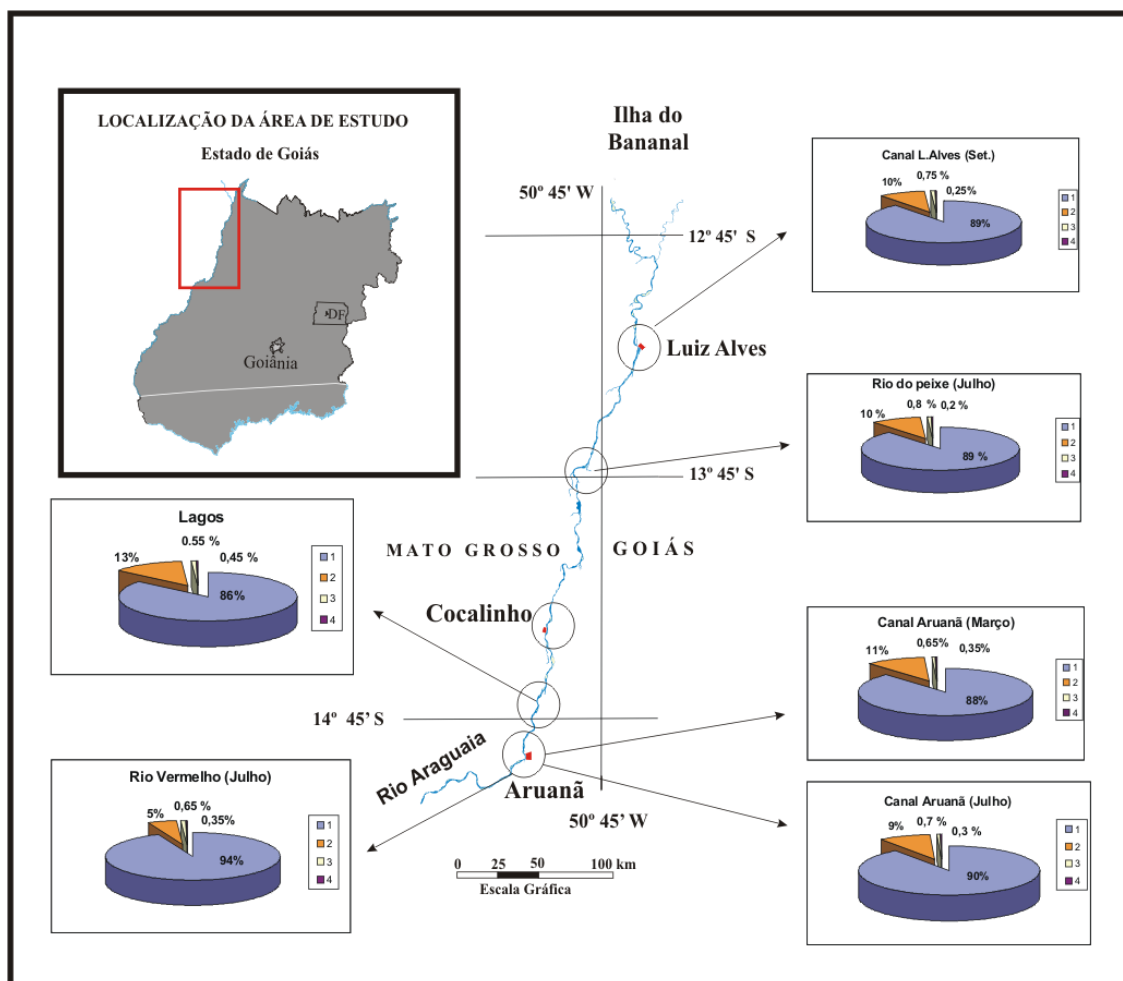 LOCALIZAÇÃO DA ÁREA DE ESTUDO
Estado de Goiás
DF
Goiânia
Ilha do
Bananal
50º 45' W
12º 45' S
Luiz Alves
13º 45' S
MATO GROSSO
GOIÁS
Cocalinho
14º 45' S
Rio Araguaia
Aruanã
50º 45' W
0 25 50 100 km
Escala Gráfica
Canal L.Alves (Set.)
10%
0,75 %
0,25%
89%
1
2
3
4
Rio do peixe (Julho)
10 %
0,8 %
0,2 %
89 %
1
2
3
4
Lagos
13%
0.55 %
0,45 %
86%
1
2
3
4
Canal Aruanã (Março)
11%
0,65%
0,35%
88%
1
2
3
4
Rio Vermelho (Julho)
5%
0,65 %
0,35%
94%
1
2
3
4
Canal Aruanã (Julho)
9%
0,7 %
0,3 %
90%
1
2
3
4